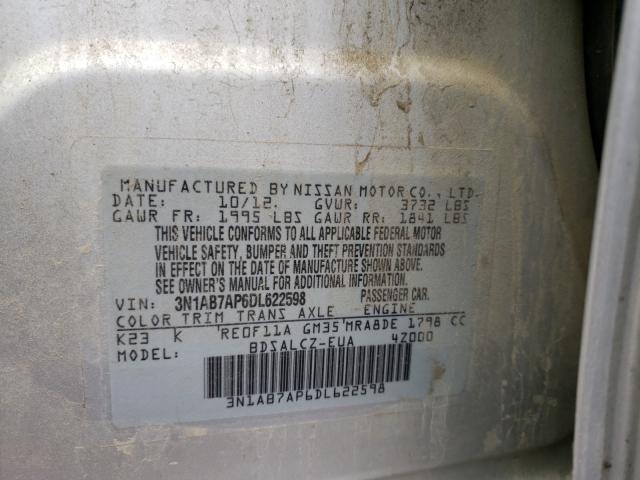 MANUFACTURED BY NISSAN MOTOR CO., LTD.
DATE: 10/12. GVWR: 3732 LBS
GAWR FR: 1995 LBS GAWR RR: 1841 LBS
THIS VEHICLE CONFORMS TO ALL APPLICABLE FEDERAL MOTOR
VEHICLE SAFETY, BUMPER AND THEFT PREVENTION STANDARDS
IN EFFECT ON THE DATE OF MANUFACTURE SHOWN ABOVE.
SEE OWNER'S MANUAL FOR ADDITIONAL INFORMATION.
VIN: 3N1AB7AP6DL622598 PASSENGER CAR.
COLOR TRIM TRANS AXLE ENGINE
K23 K RE0F11A GM35 MRA8DE 1798 CC
MODEL: BDSALCZ-EUA 4Z000
3N1AB7AP6DL622598